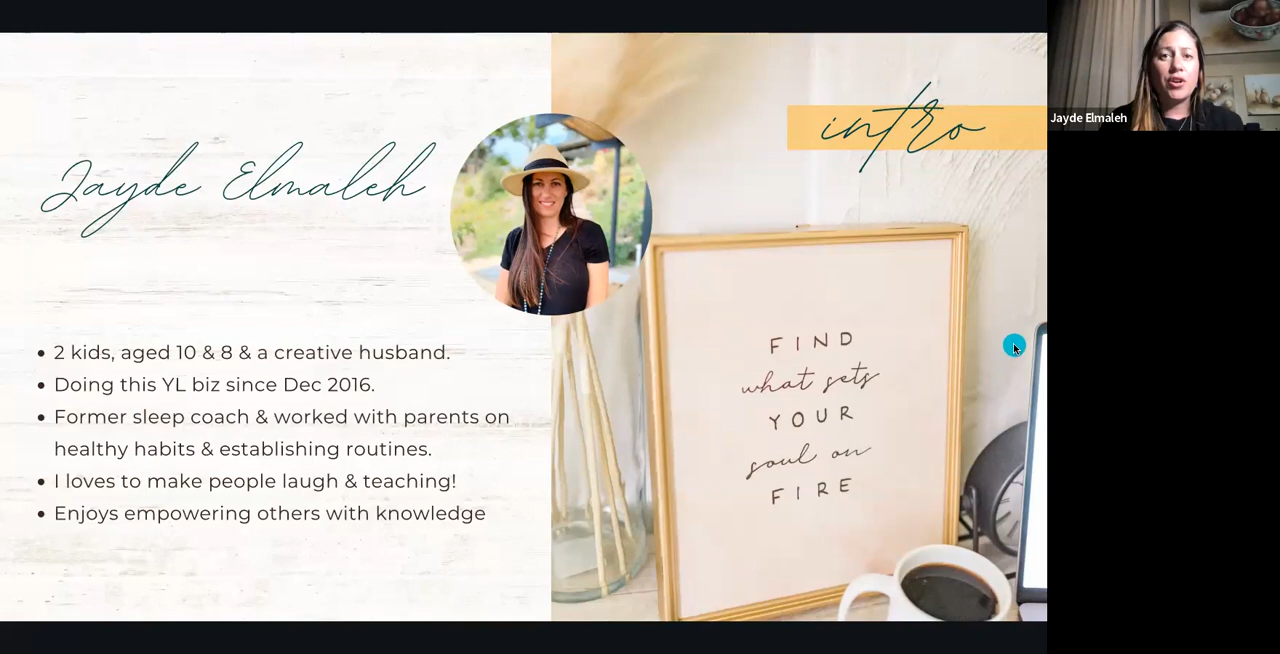 Jayde Elmaleh
intro
• 2 kids, aged 10 & 8 & a creative husband.
• Doing this YL biz since Dec 2016.
• Former sleep coach & worked with parents on
healthy habits & establishing routines.
• I loves to make people laugh & teaching!
• Enjoys empowering others with knowledge
FIND
what sets
YOUR
soul on
FIRE
Jayde Elmaleh